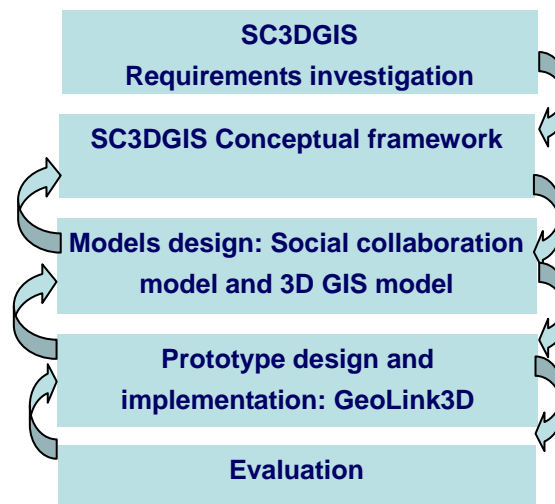 SC3DGIS
Requirements investigation
SC3DGIS Conceptual framework
Models design: Social collaboration
model and 3D GIS model
Prototype design and
implementation: GeoLink3D
Evaluation